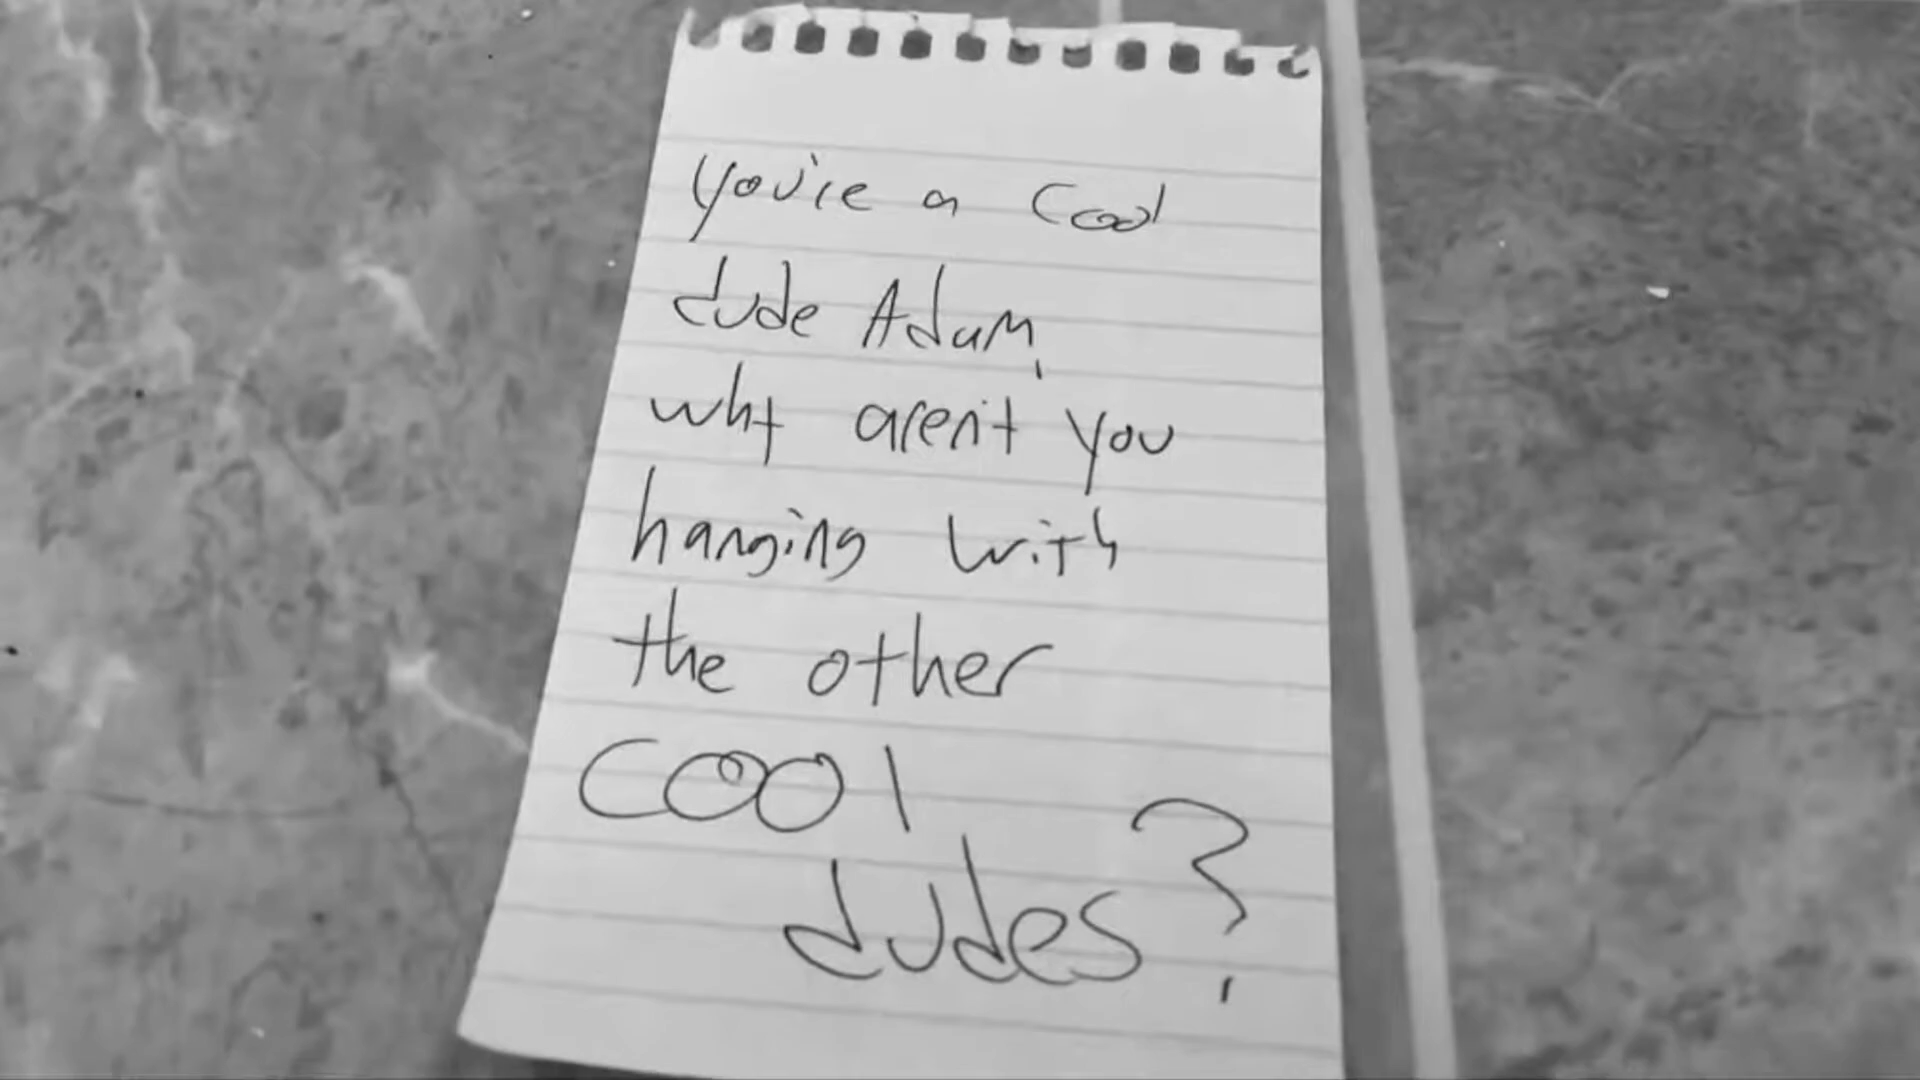 you're a cool
dude Adam,
wht aren't you
hanging with
the other
cool
dudes?